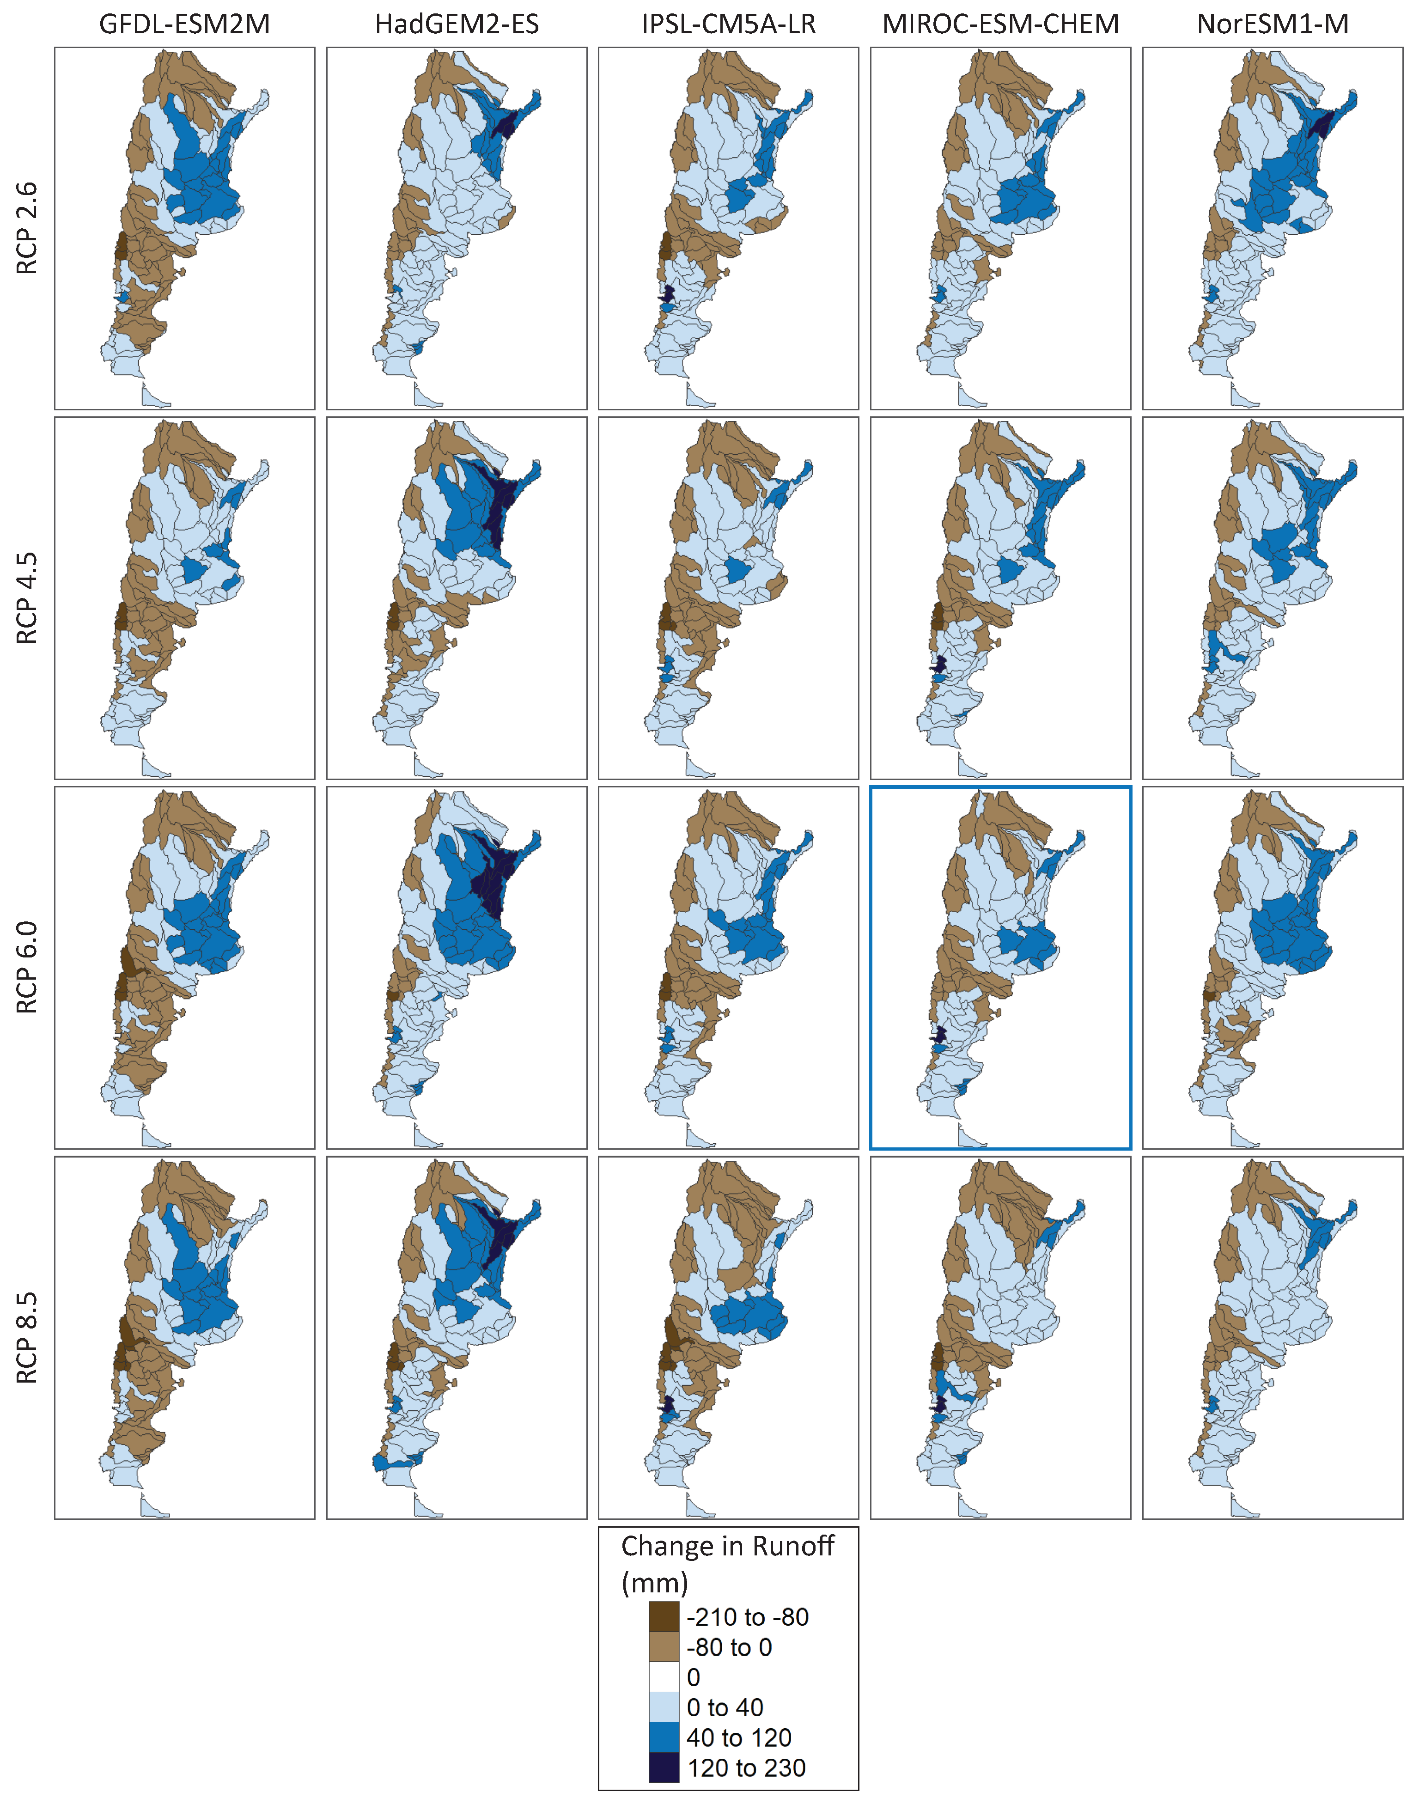 GFDL-ESM2M HadGEM2-ES IPSL-CM5A-LR MIROC-ESM-CHEM NorESM1-M
RCP 2.6
RCP 4.5
RCP 6.0
RCP 8.5
Change in Runoff
(mm)
-210 to -80
-80 to 0
0
0 to 40
40 to 120
120 to 230